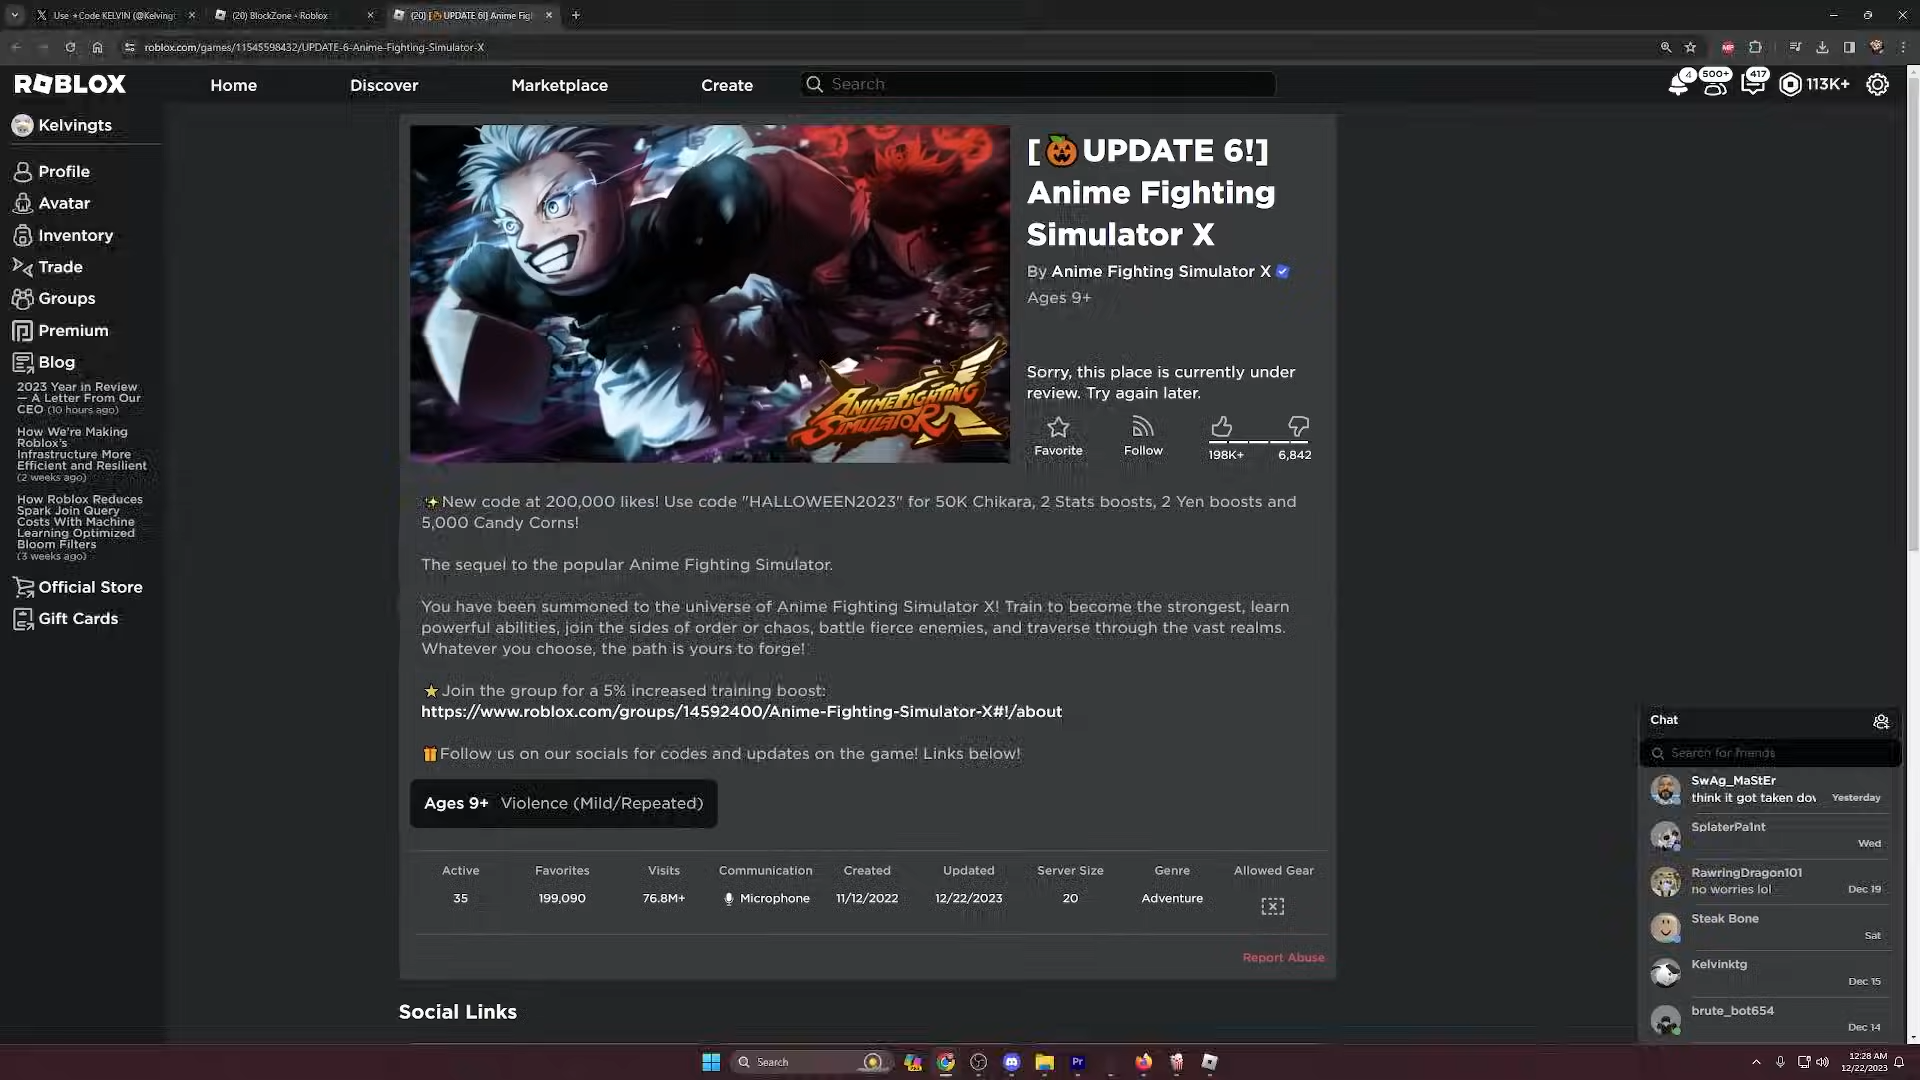 Use +Code KELVIN (@Kelvingt
(20) BlockZone - Roblox
(20) [🎃 UPDATE 6!] Anime Fig
roblox.com/games/11545598432/UPDATE-6-Anime-Fighting-Simulator-X
ROBLOX
Home
Discover
Marketplace
Create
Search
4
500+
417
113K+
Kelvingts
Profile
Avatar
Inventory
Trade
Groups
Premium
Blog
2023 Year in Review
— A Letter From Our
CEO (10 hours ago)
How We're Making
Roblox's
Infrastructure More
Efficient and Resilient
(2 weeks ago)
How Roblox Reduces
Spark Join Query
Costs With Machine
Learning Optimized
Bloom Filters
(3 weeks ago)
Official Store
Gift Cards
ANIME FIGHTING
SIMULATOR X
[🎃UPDATE 6!]
Anime Fighting
Simulator X
By Anime Fighting Simulator X
Ages 9+
Sorry, this place is currently under
review. Try again later.
Favorite
Follow
198K+
6,842
✨New code at 200,000 likes! Use code "HALLOWEEN2023" for 50K Chikara, 2 Stats boosts, 2 Yen boosts and
5,000 Candy Corns!
The sequel to the popular Anime Fighting Simulator.
You have been summoned to the universe of Anime Fighting Simulator X! Train to become the strongest, learn
powerful abilities, join the sides of order or chaos, battle fierce enemies, and traverse through the vast realms.
Whatever you choose, the path is yours to forge!
⭐Join the group for a 5% increased training boost:
https://www.roblox.com/groups/14592400/Anime-Fighting-Simulator-X#!/about
🎁Follow us on our socials for codes and updates on the game! Links below!
Ages 9+ Violence (Mild/Repeated)
Active Favorites Visits Communication Created Updated Server Size Genre Allowed Gear
35 199,090 76.8M+ Microphone 11/12/2022 12/22/2023 20 Adventure
Report Abuse
Social Links
Chat
Search for friends
SwAg_MaStEr
think it got taken dow Yesterday
SplaterPa1nt
Wed
RawringDragon101
no worries lol Dec 19
Steak Bone
Sat
Kelvinktg
Dec 15
brute_bot654
Dec 14
Search
Pr
12:28 AM
12/22/2023